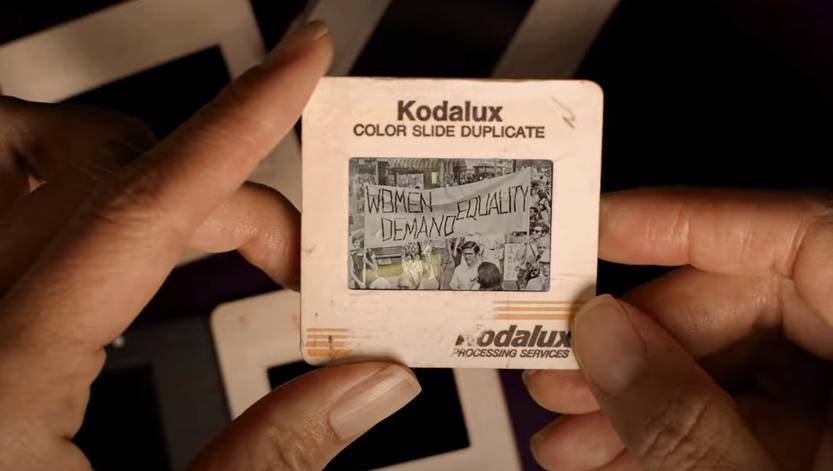 Kodalux
COLOR SLIDE DUPLICATE
WOMEN EQUALITY
DEMAND
Kodalux
PROCESSING SERVICES